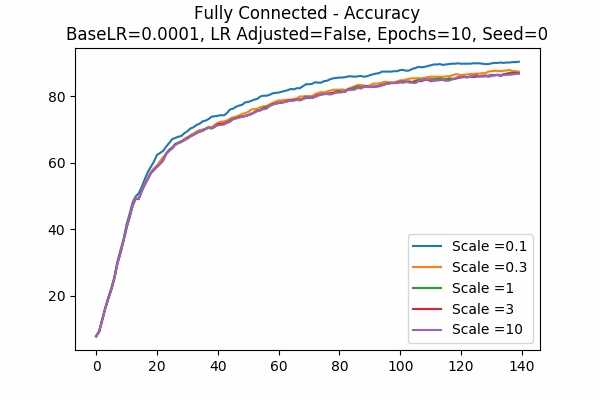 Fully Connected - Accuracy
BaseLR=0.0001, LR Adjusted=False, Epochs=10, Seed=0
80
60
40
20
Scale =0.1
Scale =0.3
Scale =1
Scale =3
Scale =10
0 20 40 60 80 100 120 140